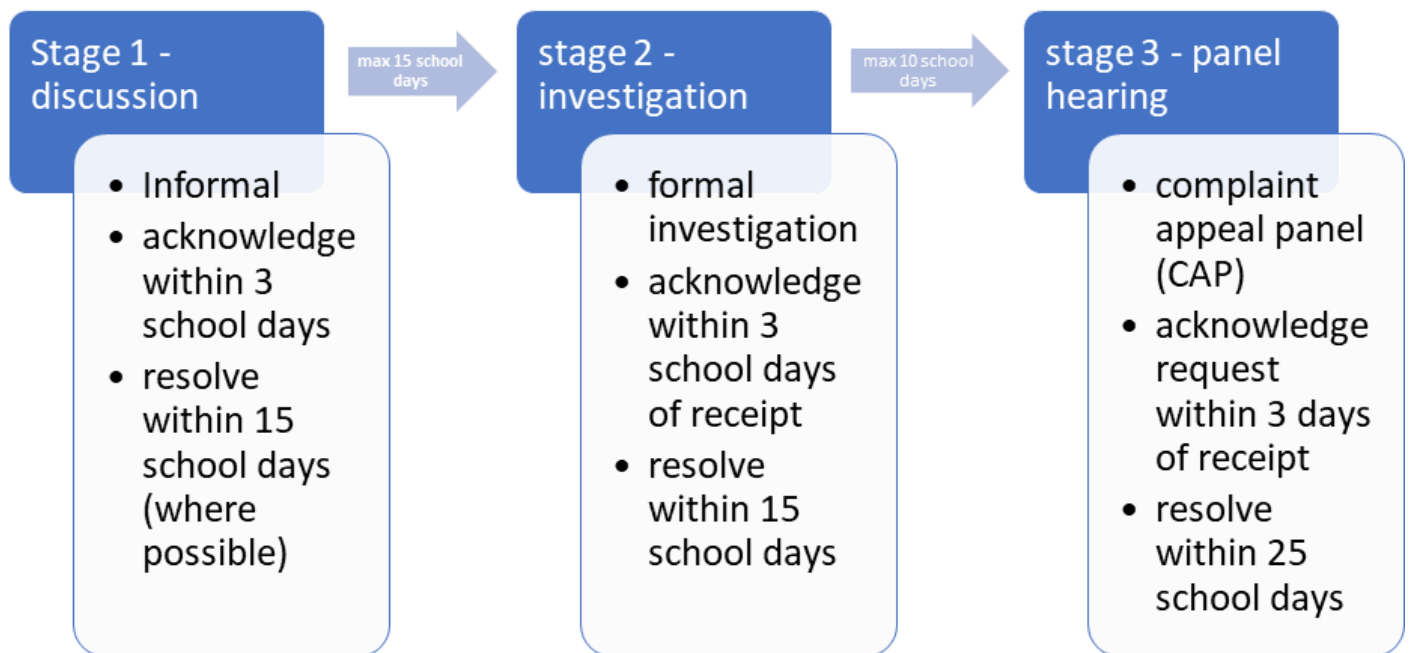 Stage 1 -
discussion
• Informal
• acknowledge
within 3
school days
• resolve
within 15
school days
(where
possible)
max 15 school
days
stage 2 -
investigation
• formal
investigation
• acknowledge
within 3
school days
of receipt
• resolve
within 15
school days
max 10 school
days
stage 3 - panel
hearing
• complaint
appeal panel
(CAP)
• acknowledge
request
within 3 days
of receipt
• resolve
within 25
school days